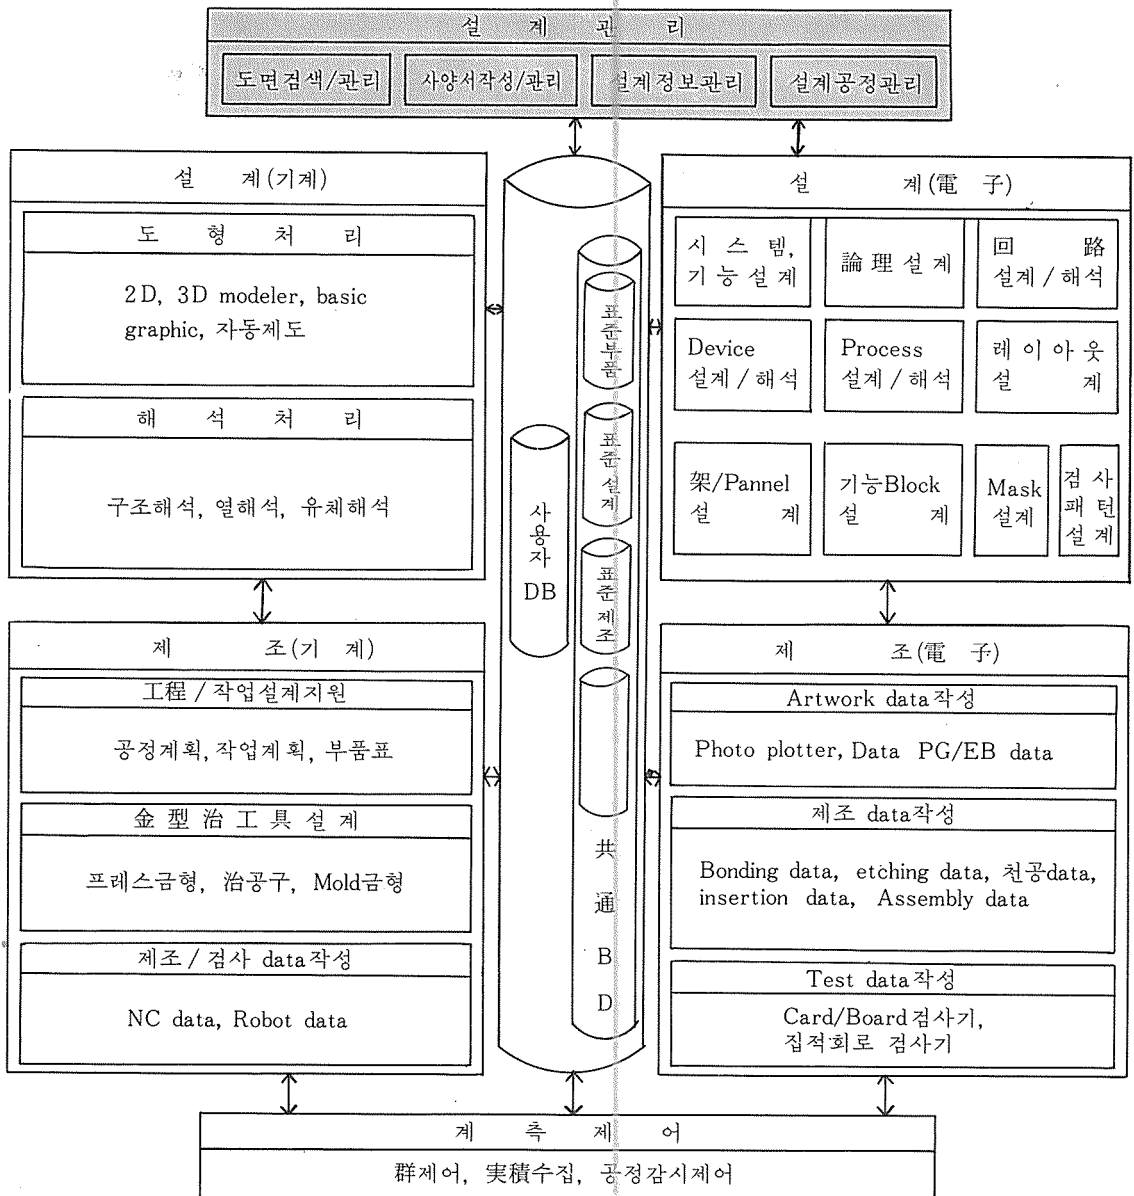 설 계 관 리
도면검색/관리 사양서작성/관리 설계정보관리 설계공정관리
설 계(기계)
도 형 처 리
2D, 3D modeler, basic
graphic, 자동제도
해 석 처 리
구조해석, 열해석, 유체해석
제 조(기 계)
工程/작업설계지원
공정계획, 작업계획, 부품표
金型治工具설계
프레스금형, 治공구, Mold금형
제조/검사 data작성
NC data, Robot data
사용자
DB
표준부품
표준설계
표준제조
共
通
B
D
설 계(電 子)
시 스 템,
기능설계
論理설계
回 路
설계/해석
Device
설계/해석
Process
설계/해석
레이아웃
설 계
架/Pannel
설 계
기능Block
설 계
Mask
설계
검사
패턴
설계
제 조(電 子)
Artwork data작성
Photo plotter, Data PG/EB data
제조 data작성
Bonding data, etching data, 천공data,
insertion data, Assembly data
Test data작성
Card/Board검사기,
집적회로 검사기
계 측 제 어
群제어, 実積수집, 공정감시제어